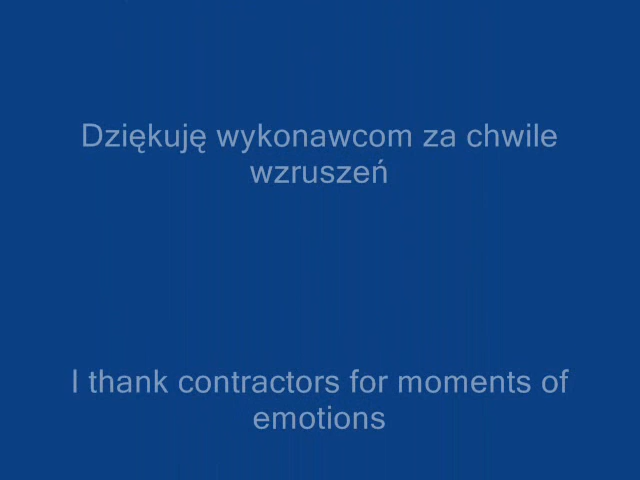 Dziękuję wykonawcom za chwile
wzruszeń
I thank contractors for moments of
emotions